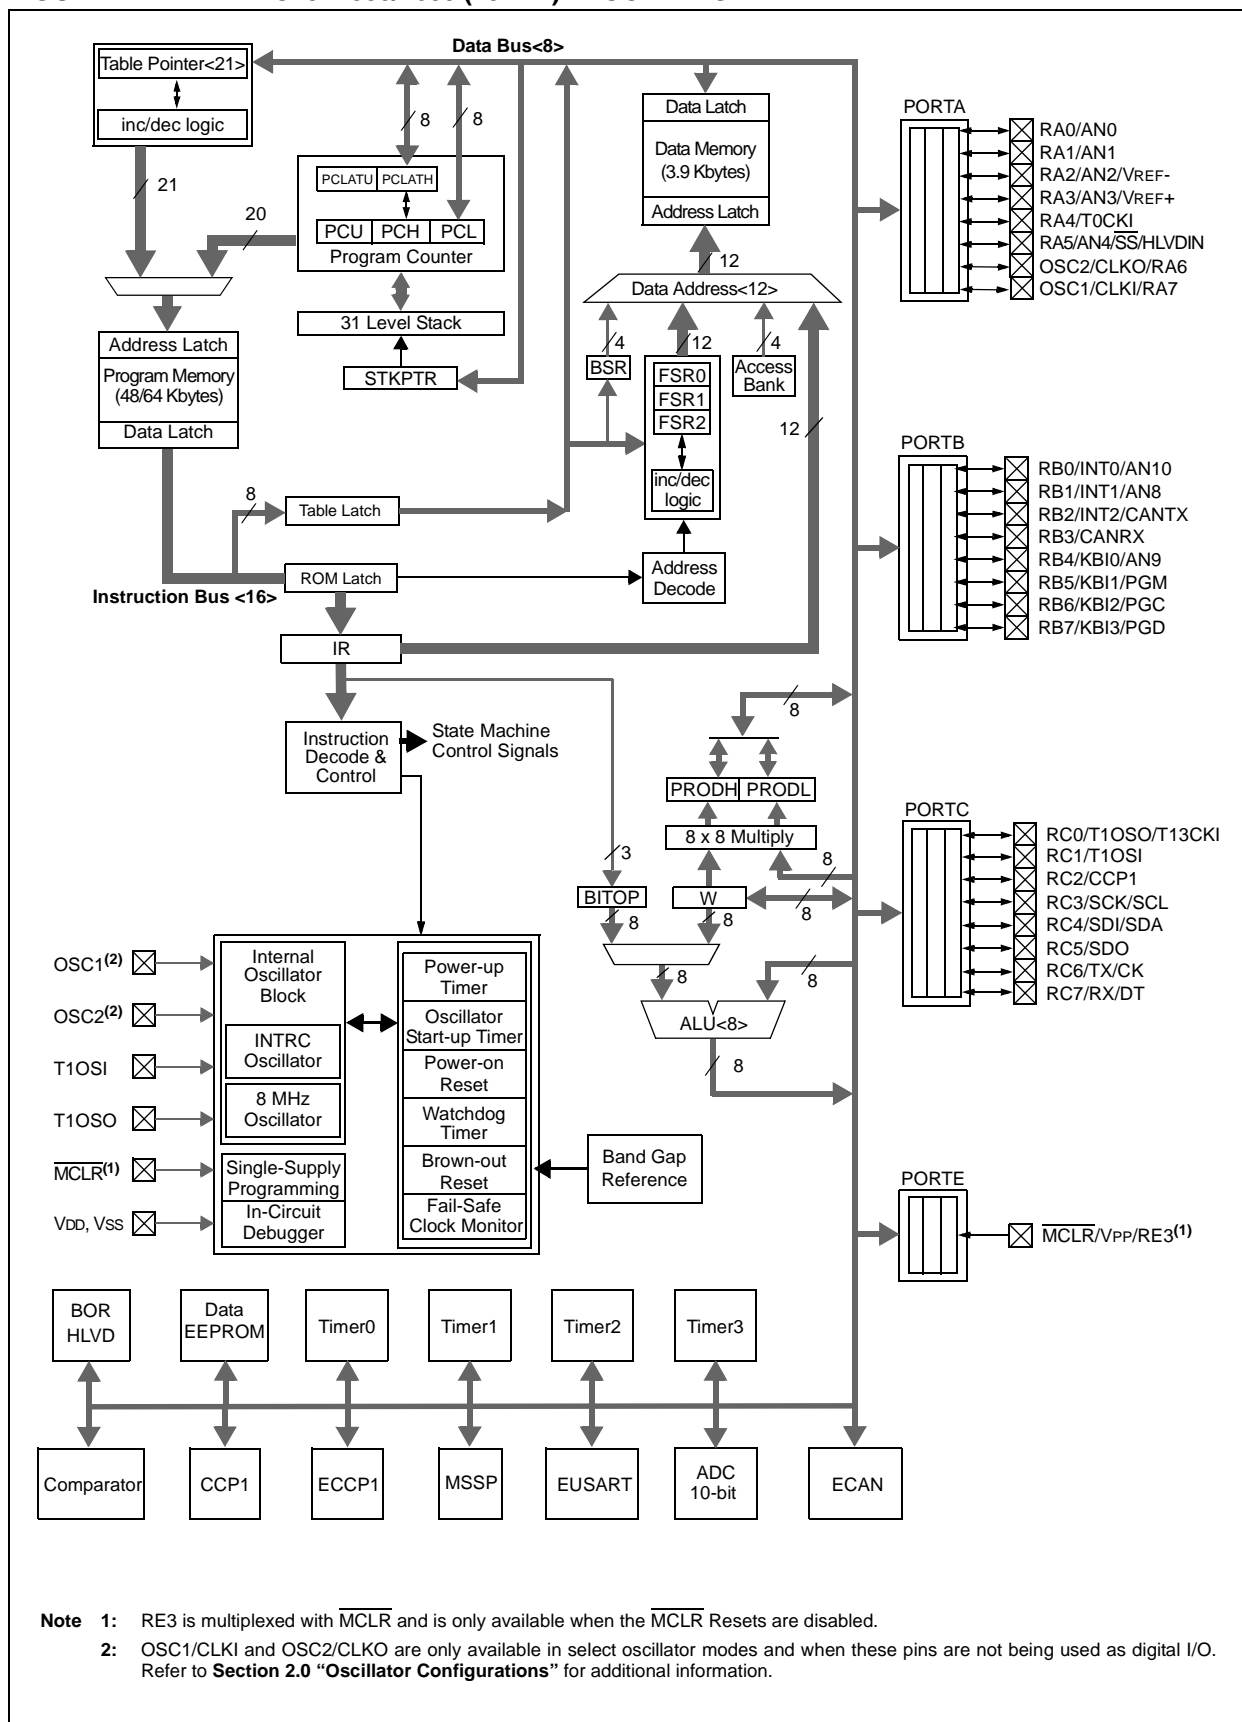 Data Bus<8>
Table Pointer<21>
inc/dec logic
21
20
8
8
PCLATU PCLATH
PCU PCH PCL
Program Counter
31 Level Stack
STKPTR
Address Latch
Program Memory
(48/64 Kbytes)
Data Latch
8
Table Latch
ROM Latch
Instruction Bus <16>
IR
Data Latch
Data Memory
(3.9 Kbytes)
Address Latch
12
Data Address<12>
4
12
4
BSR
FSR0
FSR1
FSR2
inc/dec
logic
Access
Bank
12
Address
Decode
Instruction
Decode &
Control
State Machine
Control Signals
8
PRODH PRODL
8 x 8 Multiply
3
8
BITOP
W
8
8
8
8
8
ALU<8>
8
PORTA
RA0/AN0
RA1/AN1
RA2/AN2/VREF-
RA3/AN3/VREF+
RA4/T0CKI
RA5/AN4/SS/HLVDIN
OSC2/CLKO/RA6
OSC1/CLKI/RA7
PORTB
RB0/INT0/AN10
RB1/INT1/AN8
RB2/INT2/CANTX
RB3/CANRX
RB4/KBI0/AN9
RB5/KBI1/PGM
RB6/KBI2/PGC
RB7/KBI3/PGD
PORTC
RC0/T1OSO/T13CKI
RC1/T1OSI
RC2/CCP1
RC3/SCK/SCL
RC4/SDI/SDA
RC5/SDO
RC6/TX/CK
RC7/RX/DT
PORTE
MCLR/VPP/RE3(1)
OSC1(2)
OSC2(2)
T1OSI
T1OSO
MCLR(1)
VDD, VSS
Internal
Oscillator
Block
INTRC
Oscillator
8 MHz
Oscillator
Single-Supply
Programming
In-Circuit
Debugger
Power-up
Timer
Oscillator
Start-up Timer
Power-on
Reset
Watchdog
Timer
Brown-out
Reset
Fail-Safe
Clock Monitor
Band Gap
Reference
BOR
HLVD
Data
EEPROM
Timer0
Timer1
Timer2
Timer3
Comparator
CCP1
ECCP1
MSSP
EUSART
ADC
10-bit
ECAN
Note 1: RE3 is multiplexed with MCLR and is only available when the MCLR Resets are disabled.
2: OSC1/CLKI and OSC2/CLKO are only available in select oscillator modes and when these pins are not being used as digital I/O.
Refer to Section 2.0 “Oscillator Configurations” for additional information.